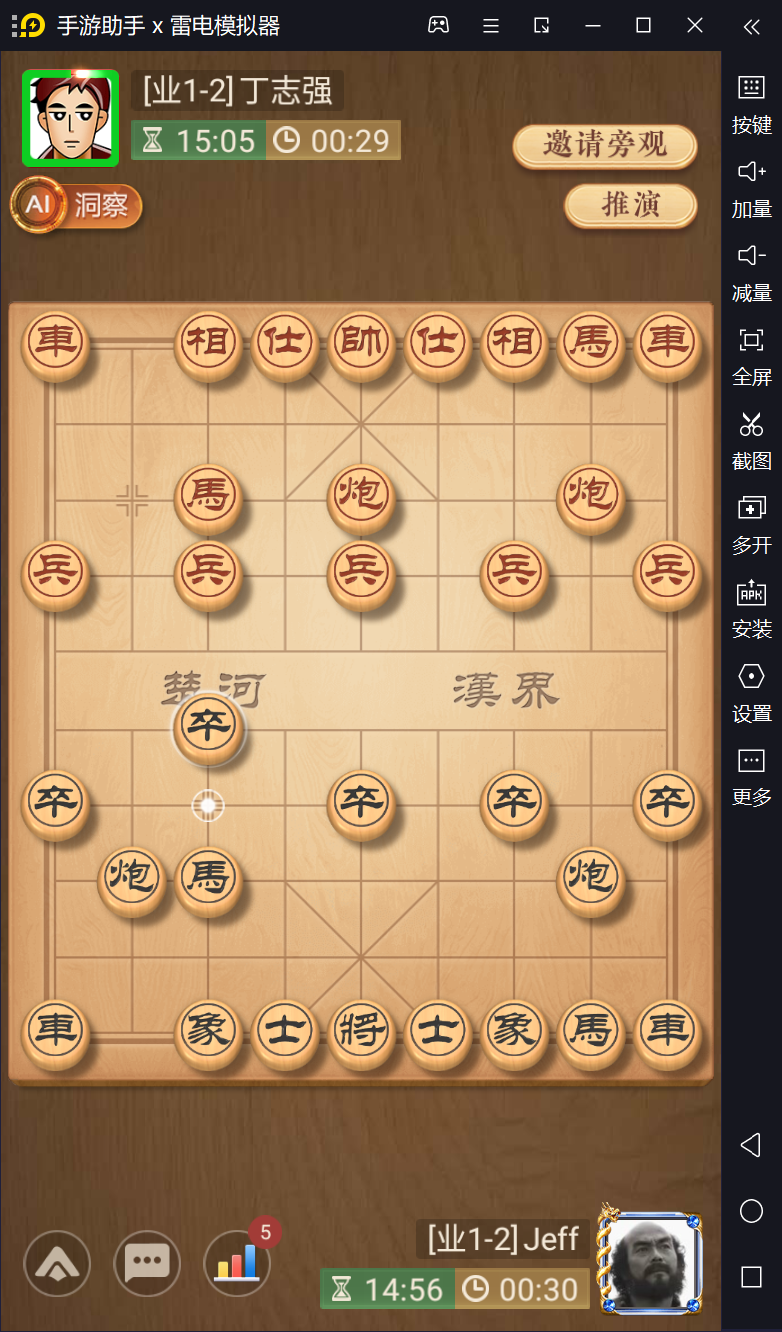 手游助手 x 雷电模拟器
[业1-2] 丁志强
15:05 00:29
邀请旁观
AI 洞察
推演
車 相 仕 帥 仕 相 馬 車
馬 炮 炮
兵 兵 兵 兵 兵
楚河 漢界
卒
卒 卒 卒 卒
炮 馬 炮
車 象 士 將 士 象 馬 車
5
[业1-2] Jeff
14:56 00:30
按键
加量
减量
全屏
截图
多开
APK
安装
设置
更多